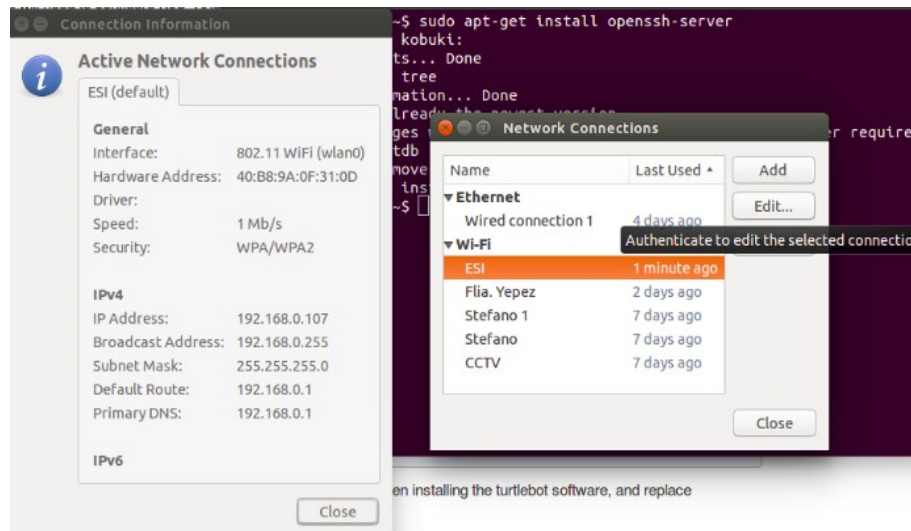 Connection Information
Active Network Connections
ESI (default)
General
Interface: 802.11 WiFi (wlan0)
Hardware Address: 40:B8:9A:0F:31:0D
Driver:
Speed: 1 Mb/s
Security: WPA/WPA2
IPv4
IP Address: 192.168.0.107
Broadcast Address: 192.168.0.255
Subnet Mask: 255.255.255.0
Default Route: 192.168.0.1
Primary DNS: 192.168.0.1
IPv6
Close
~$ sudo apt-get install openssh-server
kobuki:
ts... Done
tree
mation... Done
lready the newest version
ges
er require
tdb
move
ins
~$
Network Connections
Name Last Used
Ethernet
Wired connection 1 4 days ago
Wi-Fi
ESI 1 minute ago
Flia. Yepez 2 days ago
Stefano 1 7 days ago
Stefano 7 days ago
CCTV 7 days ago
Add
Edit...
Authenticate to edit the selected connectio
Close
en installing the turtlebot software, and replace